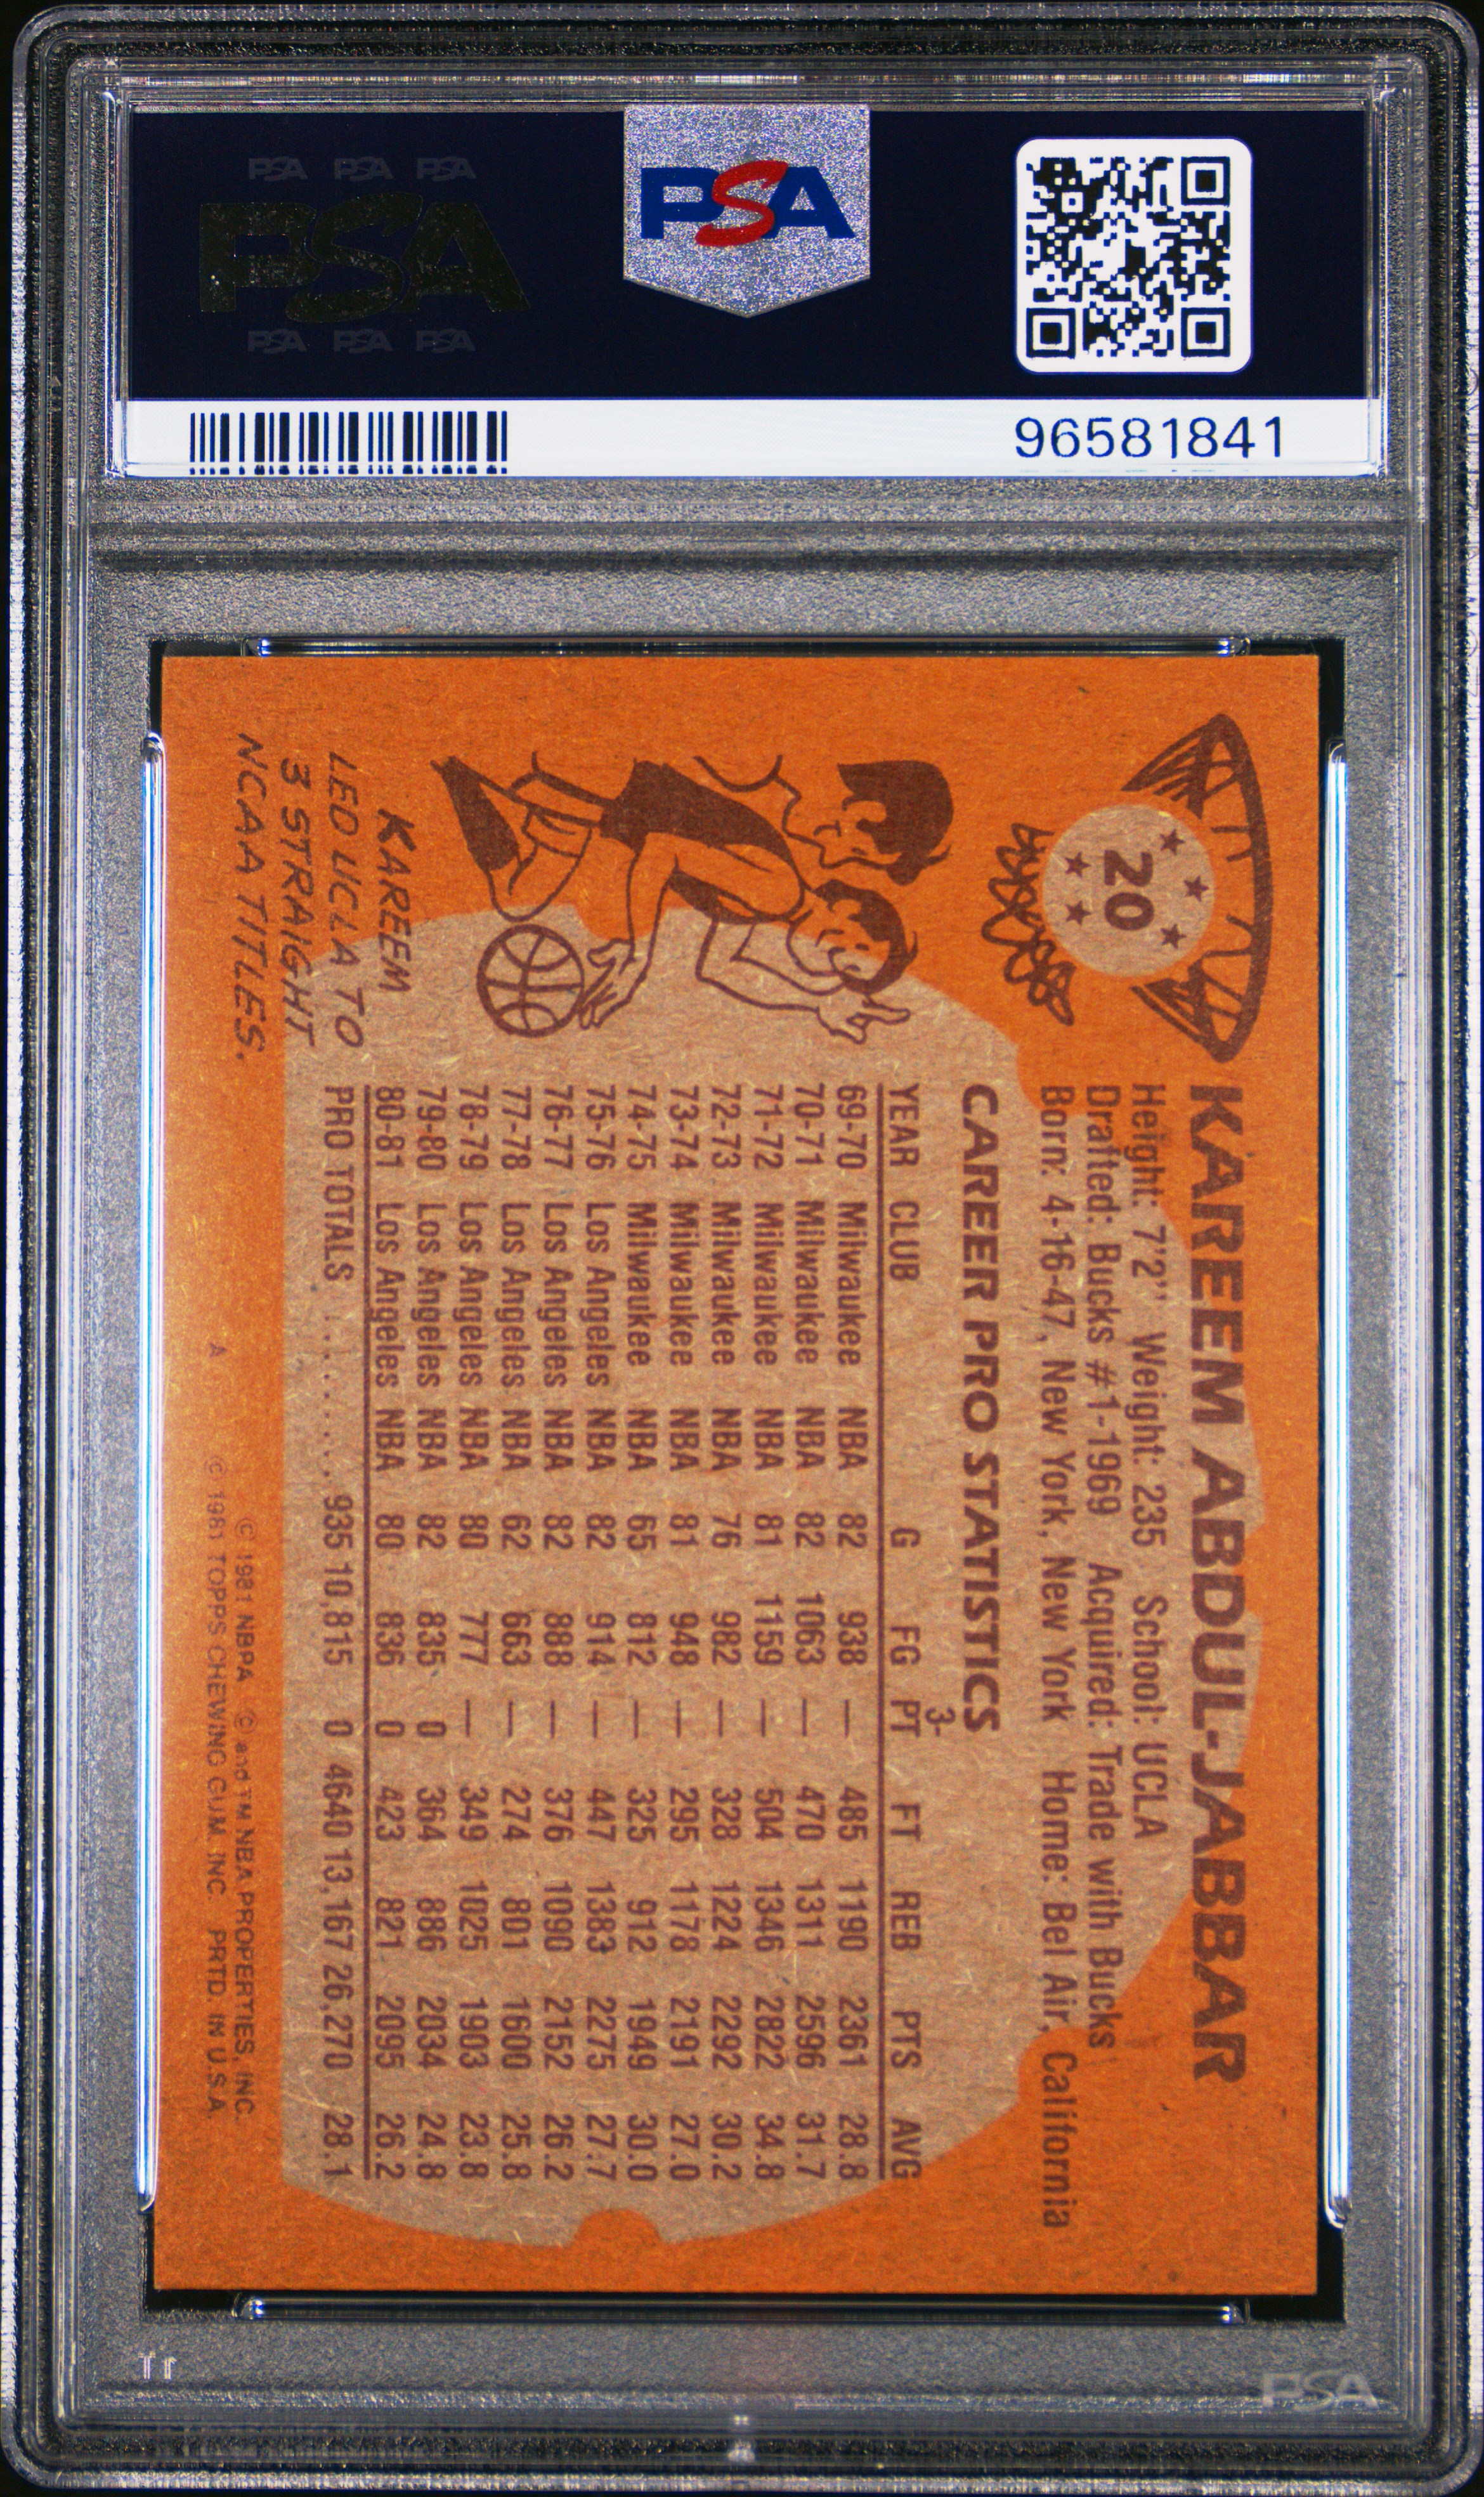 PSA PSA PSA
PSA
PSA PSA PSA
PSA
96581841
20
KAREEM ABDUL-JABBAR
Height: 7'2" Weight: 235 School: UCLA
Drafted: Bucks #1-1969 Acquired: Trade with Bucks
Born: 4-16-47, New York, New York Home: Bel Air, California
CAREER PRO STATISTICS
YEAR CLUB G FG 3-PT FT REB PTS AVG
69-70 Milwaukee NBA 82 938 — 485 1190 2361 28.8
70-71 Milwaukee NBA 82 1063 — 470 1311 2596 31.7
71-72 Milwaukee NBA 81 1159 — 504 1346 2822 34.8
72-73 Milwaukee NBA 76 982 — 328 1224 2292 30.2
73-74 Milwaukee NBA 81 948 — 295 1178 2191 27.0
74-75 Milwaukee NBA 65 812 — 325 912 1949 30.0
75-76 Los Angeles NBA 82 914 — 447 1383 2275 27.7
76-77 Los Angeles NBA 82 888 — 376 1090 2152 26.2
77-78 Los Angeles NBA 62 663 — 274 801 1600 25.8
78-79 Los Angeles NBA 80 777 — 349 1025 1903 23.8
79-80 Los Angeles NBA 82 835 0 364 886 2034 24.8
80-81 Los Angeles NBA 80 836 0 423 821 2095 26.2
PRO TOTALS ........ 935 10,815 0 4640 13,167 26,270 28.1
KAREEM
LED UCLA TO
3 STRAIGHT
NCAA TITLES.
© 1981 NBPA © and TM NBA PROPERTIES, INC.
A © 1981 TOPPS CHEWING GUM, INC. PRTD. IN U.S.A.
PSA